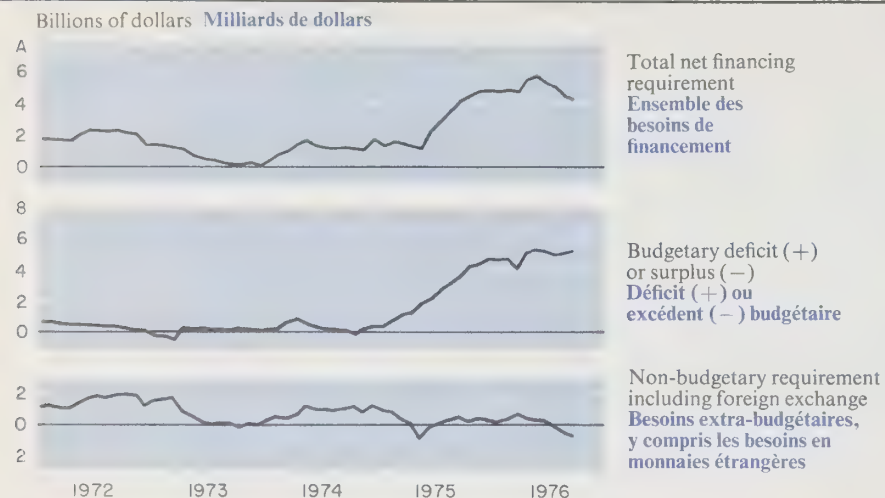 Billions of dollars Milliards de dollars
A
6
4
2
0
Total net financing
requirement
Ensemble des
besoins de
financement
8
6
4
2
0
Budgetary deficit (+)
or surplus (−)
Déficit (+) ou
excédent (−) budgétaire
2
0
2
Non-budgetary requirement
including foreign exchange
Besoins extra-budgétaires,
y compris les besoins en
monnaies étrangères
1972 1973 1974 1975 1976